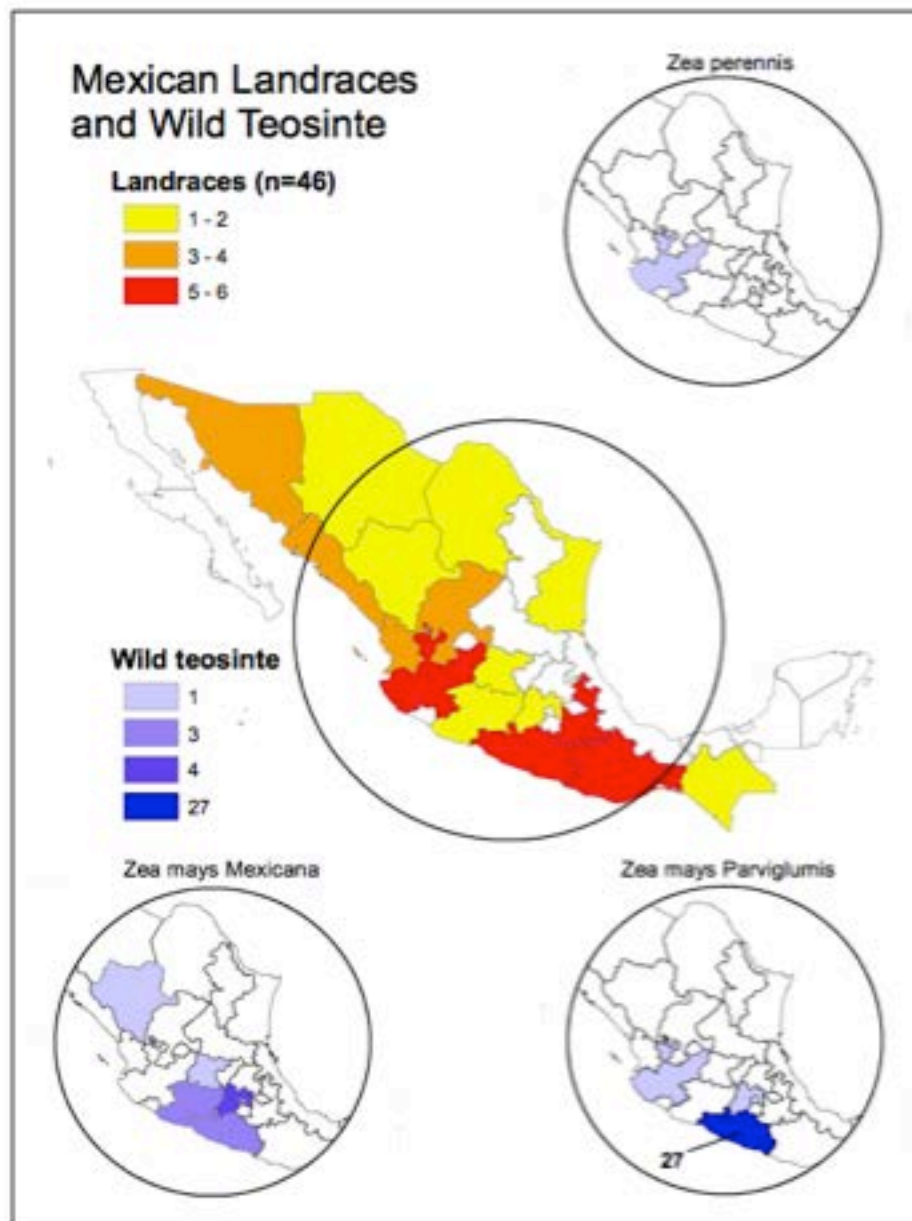 Mexican Landraces
and Wild Teosinte
Landraces (n=46)
1 - 2
3 - 4
5 - 6
Zea perennis
Wild teosinte
1
3
4
27
Zea mays Mexicana
Zea mays Parviglumis
27